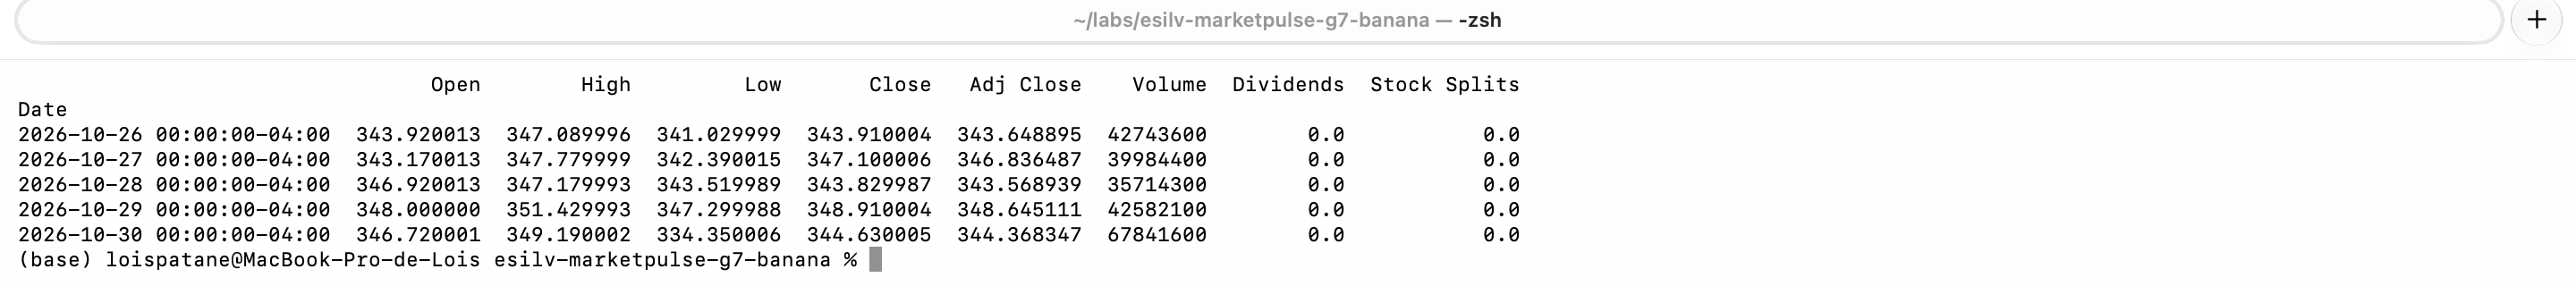 ~/labs/esilv-marketpulse-g7-banana — -zsh
+
Open High Low Close Adj Close Volume Dividends Stock Splits
Date
2026-10-26 00:00:00-04:00 343.920013 347.089996 341.029999 343.910004 343.648895 42743600 0.0 0.0
2026-10-27 00:00:00-04:00 343.170013 347.779999 342.390015 347.100006 346.836487 39984400 0.0 0.0
2026-10-28 00:00:00-04:00 346.920013 347.179993 343.519989 343.829987 343.568939 35714300 0.0 0.0
2026-10-29 00:00:00-04:00 348.000000 351.429993 347.299988 348.910004 348.645111 42582100 0.0 0.0
2026-10-30 00:00:00-04:00 346.720001 349.190002 334.350006 344.630005 344.368347 67841600 0.0 0.0
(base) loispatane@MacBook-Pro-de-Lois esilv-marketpulse-g7-banana %